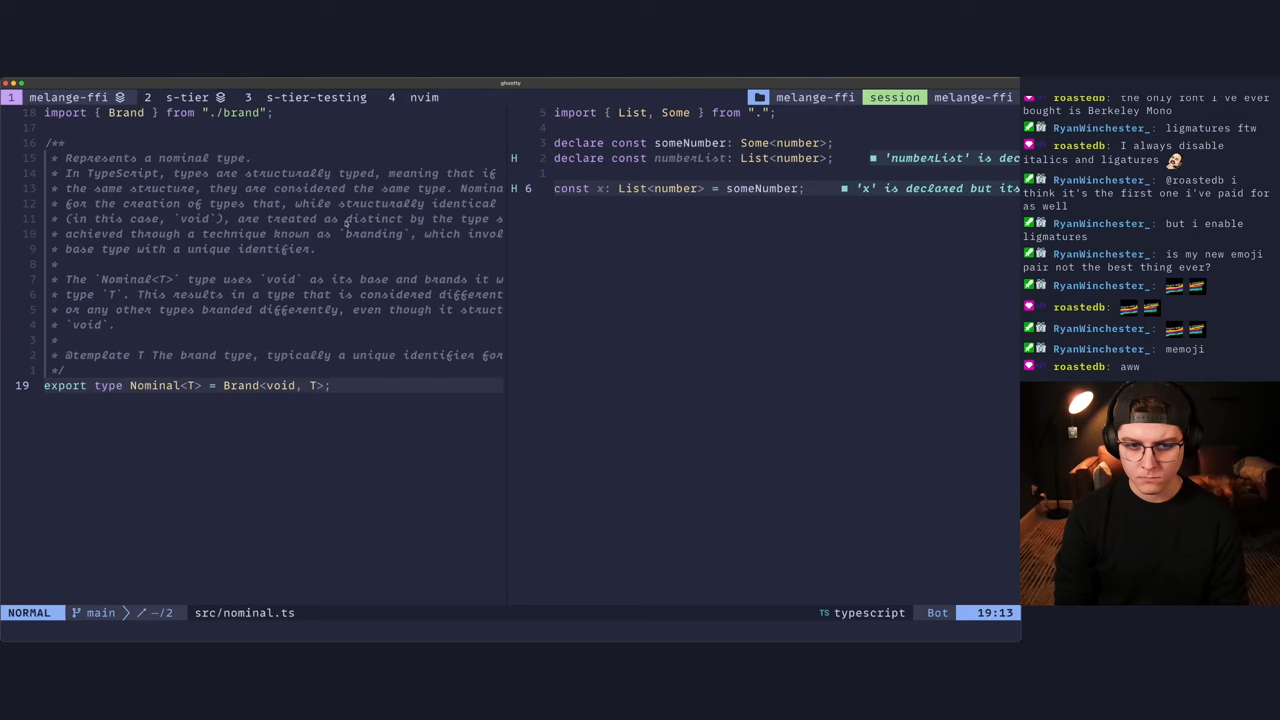 ghostty
1 melange-ffi 2 s-tier 3 s-tier-testing 4 nvim melange-ffi session melange-ffi
18 import { Brand } from "./brand";
17
16 /**
15 * Represents a nominal type.
14 * In TypeScript, types are structurally typed, meaning that if
13 * the same structure, they are considered the same type. Nomina
12 * for the creation of types that, while structurally identical
11 * (in this case, `void`), are treated as distinct by the type s
10 * achieved through a technique known as `branding`, which invol
9 * base type with a unique identifier.
8 *
7 * The `Nominal<T>` type uses `void` as its base and brands it w
6 * type `T`. This results in a type that is considered different
5 * or any other types branded differently, even though it struct
4 * `void`.
3 *
2 * @template T The brand type, typically a unique identifier for
1 */
19 export type Nominal<T> = Brand<void, T>;
5 import { List, Some } from ".";
4
3 declare const someNumber: Some<number>;
H 2 declare const numberList: List<number>; ■ 'numberList' is dec
1
H 6 const x: List<number> = someNumber; ■ 'x' is declared but its
NORMAL main 2 src/nominal.ts TS typescript Bot 19:13
roastedb: the only font I've ever
bought is Berkeley Mono
RyanWinchester_: ligmatures ftw
roastedb: I always disable
italics and ligatures
RyanWinchester_: @roastedb i
think it's the first one i've paid for
as well
RyanWinchester_: but i enable
ligmatures
RyanWinchester_: is my new emoji
pair not the best thing ever?
RyanWinchester_:
roastedb:
RyanWinchester_:
RyanWinchester_: memoji
roastedb: aww